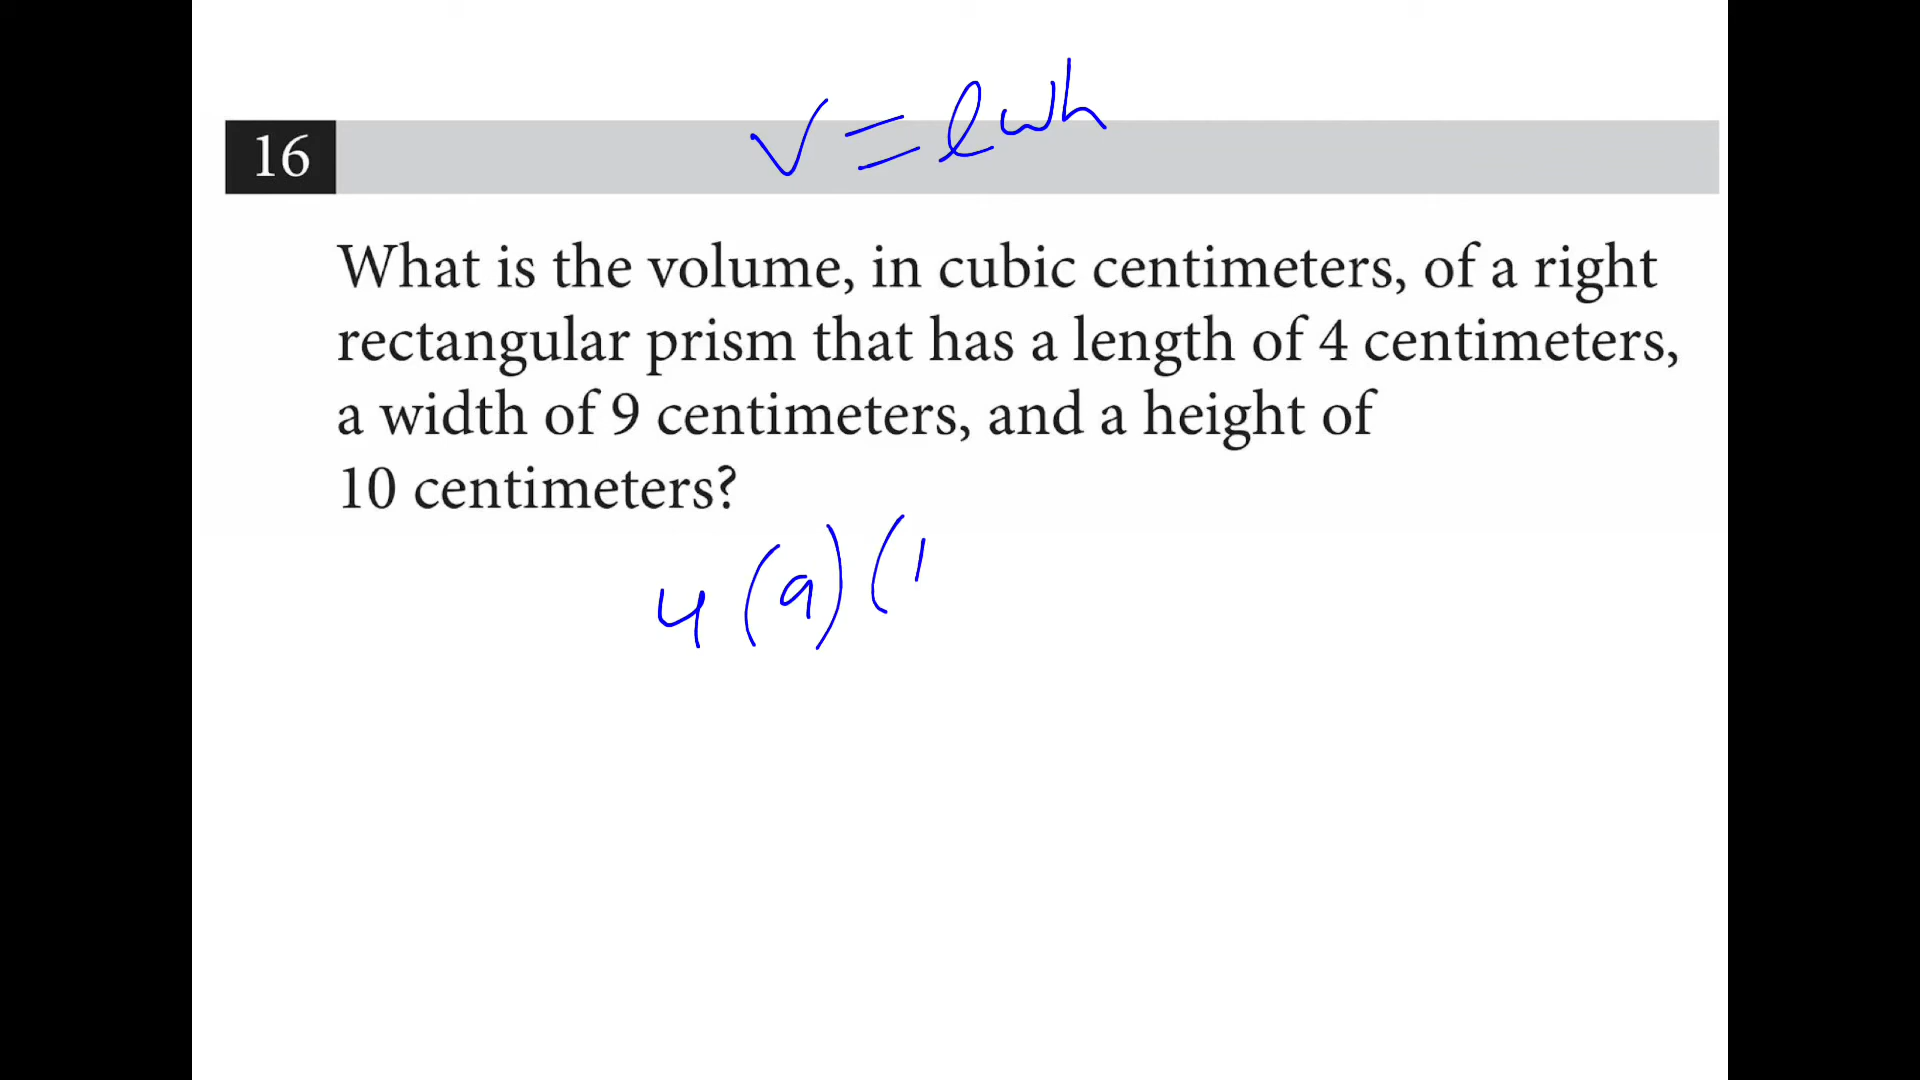 V = lwh
16
What is the volume, in cubic centimeters, of a right
rectangular prism that has a length of 4 centimeters,
a width of 9 centimeters, and a height of
10 centimeters?
4 (9) (1